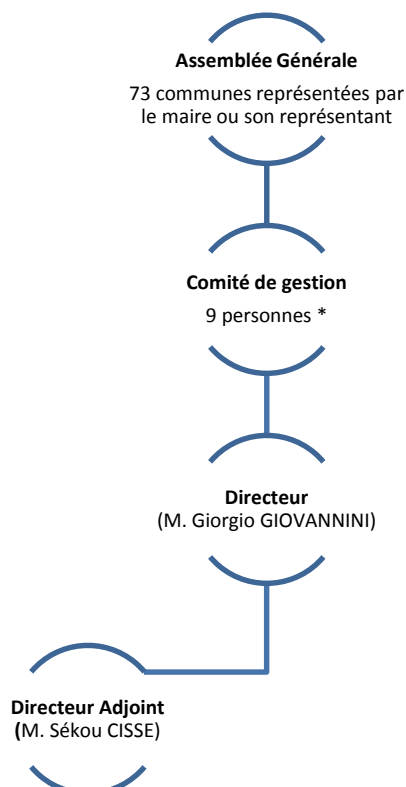 Assemblée Générale
73 communes représentées par
le maire ou son représentant
Comité de gestion
9 personnes *
Directeur
(M. Giorgio GIOVANNINI)
Directeur Adjoint
(M. Sékou CISSE)